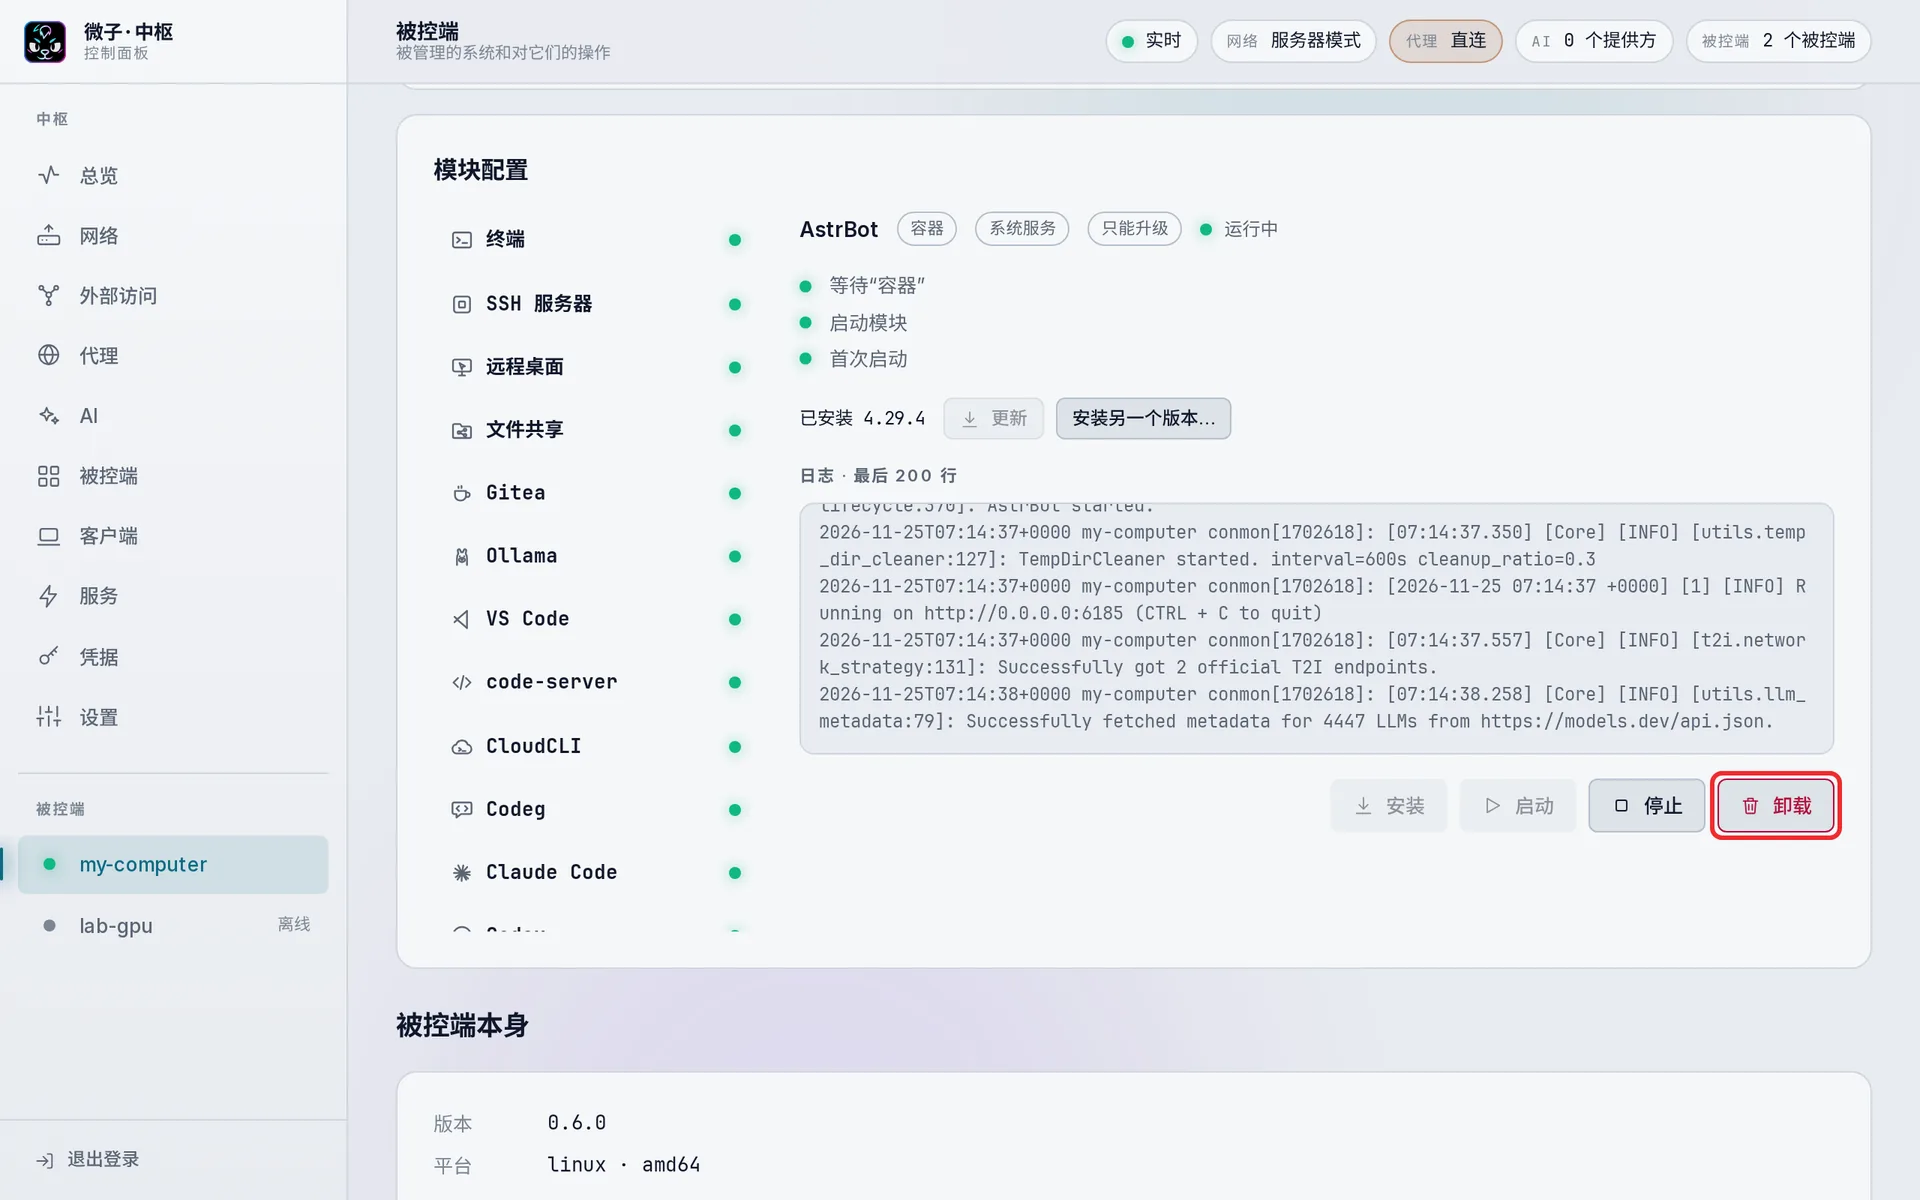 微子·中枢
控制面板
被控端
被管理的系统和对它们的操作
实时
网络 服务器模式
代理 直连
AI 0 个提供方
被控端 2 个被控端
中枢
总览
网络
外部访问
代理
AI
被控端
客户端
服务
凭据
设置
被控端
my-computer
lab-gpu 离线
退出登录
模块配置
终端
SSH 服务器
远程桌面
文件共享
Gitea
Ollama
VS Code
code-server
CloudCLI
Codeg
Claude Code
AstrBot 容器 系统服务 只能升级 运行中
等待“容器”
启动模块
首次启动
已安装 4.29.4 更新 安装另一个版本…
日志 · 最后 200 行
lifecycle:370]: AstrBot started.
2026-11-25T07:14:37+0000 my-computer conmon[1702618]: [07:14:37.350] [Core] [INFO] [utils.temp
_dir_cleaner:127]: TempDirCleaner started. interval=600s cleanup_ratio=0.3
2026-11-25T07:14:37+0000 my-computer conmon[1702618]: [2026-11-25 07:14:37 +0000] [1] [INFO] R
unning on http://0.0.0.0:6185 (CTRL + C to quit)
2026-11-25T07:14:37+0000 my-computer conmon[1702618]: [07:14:37.557] [Core] [INFO] [t2i.networ
k_strategy:131]: Successfully got 2 official T2I endpoints.
2026-11-25T07:14:38+0000 my-computer conmon[1702618]: [07:14:38.258] [Core] [INFO] [utils.llm_
metadata:79]: Successfully fetched metadata for 4447 LLMs from https://models.dev/api.json.
安装 启动 停止 卸载
被控端本身
版本 0.6.0
平台 linux · amd64